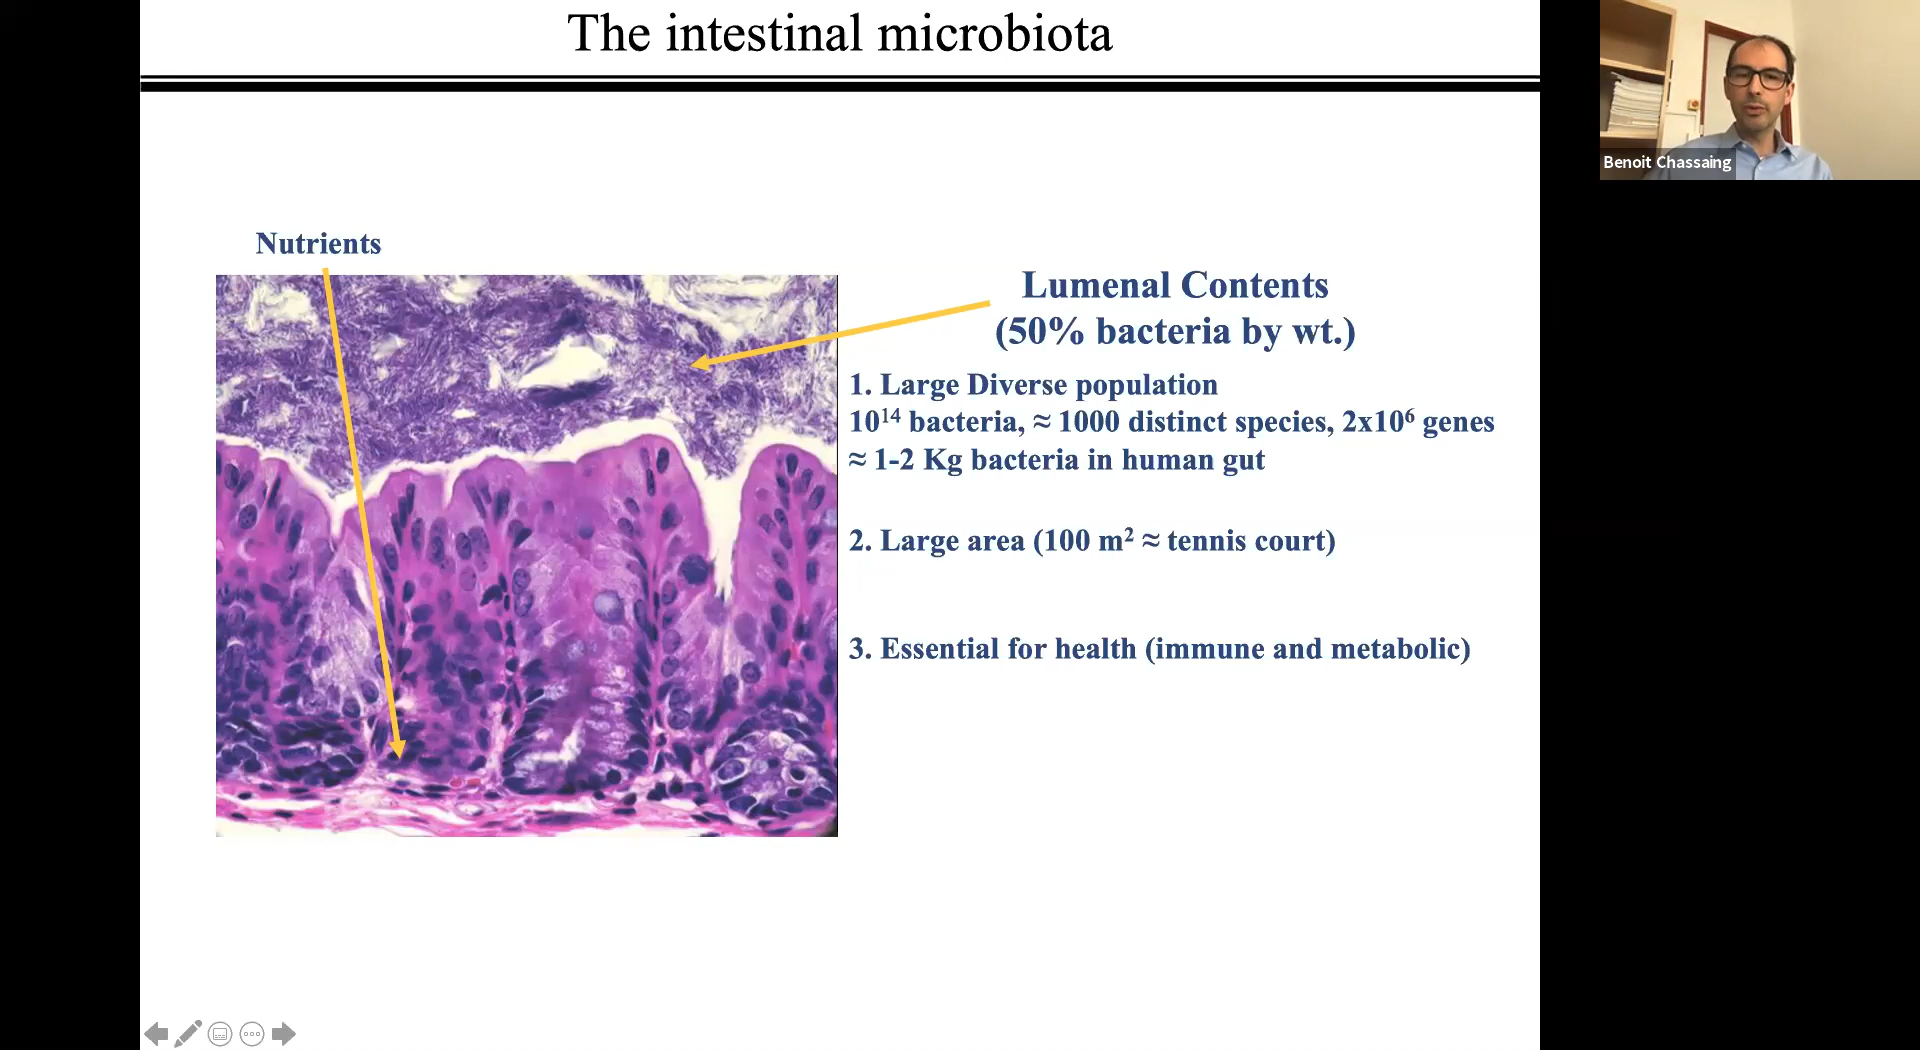 The intestinal microbiota
Benoit Chassaing
Nutrients
Lumenal Contents
(50% bacteria by wt.)
1. Large Diverse population
10¹⁴ bacteria, ≈ 1000 distinct species, 2x10⁶ genes
≈ 1-2 Kg bacteria in human gut
2. Large area (100 m² ≈ tennis court)
3. Essential for health (immune and metabolic)